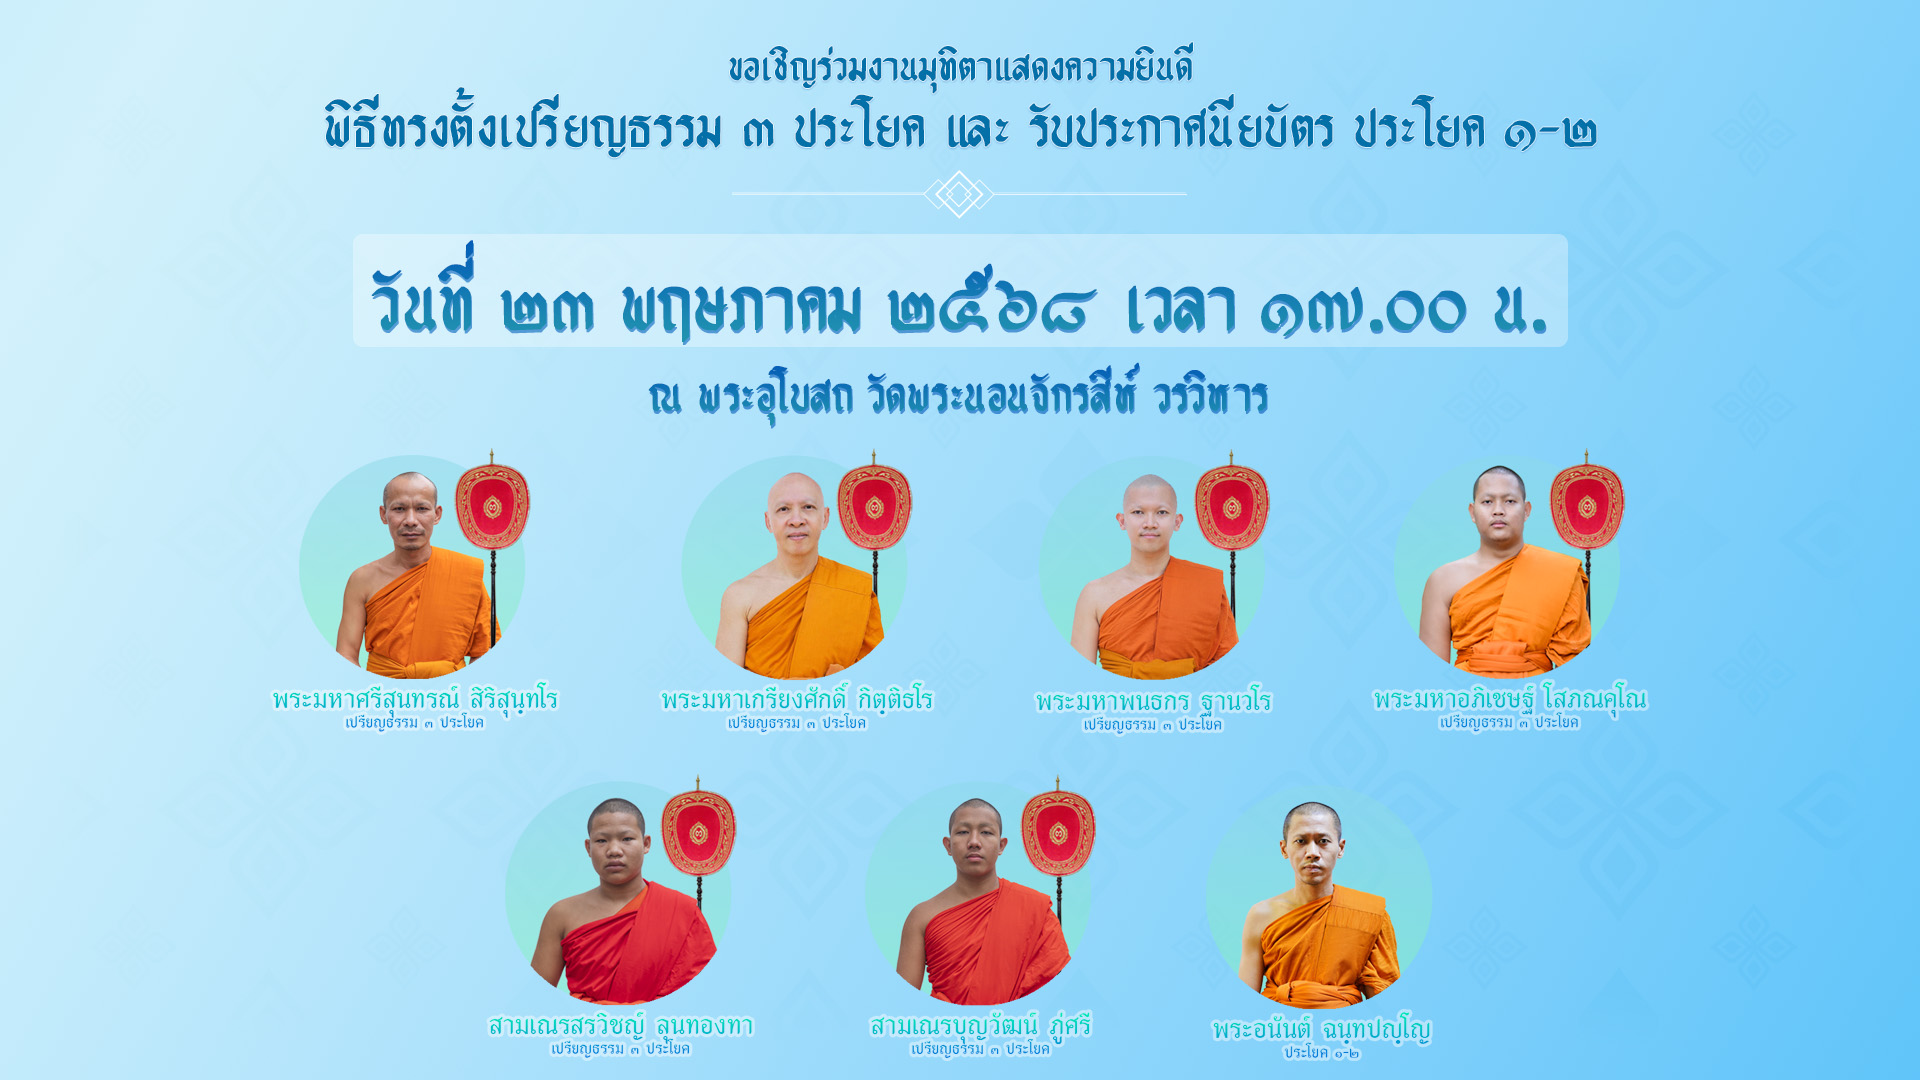 ขอเชิญร่วมงานมุทิตาแสดงความยินดี
พิธีทรงตั้งเปรียญธรรม ๓ ประโยค และ รับประกาศนียบัตร ประโยค ๑-๒
วันที่ ๒๓ พฤษภาคม ๒๕๖๘ เวลา ๑๗.๐๐ น.
ณ พระอุโบสถ วัดพระนอนจักรสีห์ วรวิหาร
พระมหาศรีสุนทรณ์ สิริสุนฺทโร
เปรียญธรรม ๓ ประโยค
พระมหาเกรียงศักดิ์ กิตฺติธโร
เปรียญธรรม ๓ ประโยค
พระมหาพนธกร ฐานวโร
เปรียญธรรม ๓ ประโยค
พระมหาอภิเชษฐ์ โสภณคุโณ
เปรียญธรรม ๓ ประโยค
สามเณรสรวิชญ์ ลุนทองทา
เปรียญธรรม ๓ ประโยค
สามเณรบุญวัฒน์ ภู่ศรี
เปรียญธรรม ๓ ประโยค
พระอนันต์ ฉนฺทปญฺโญ
ประโยค ๑-๒